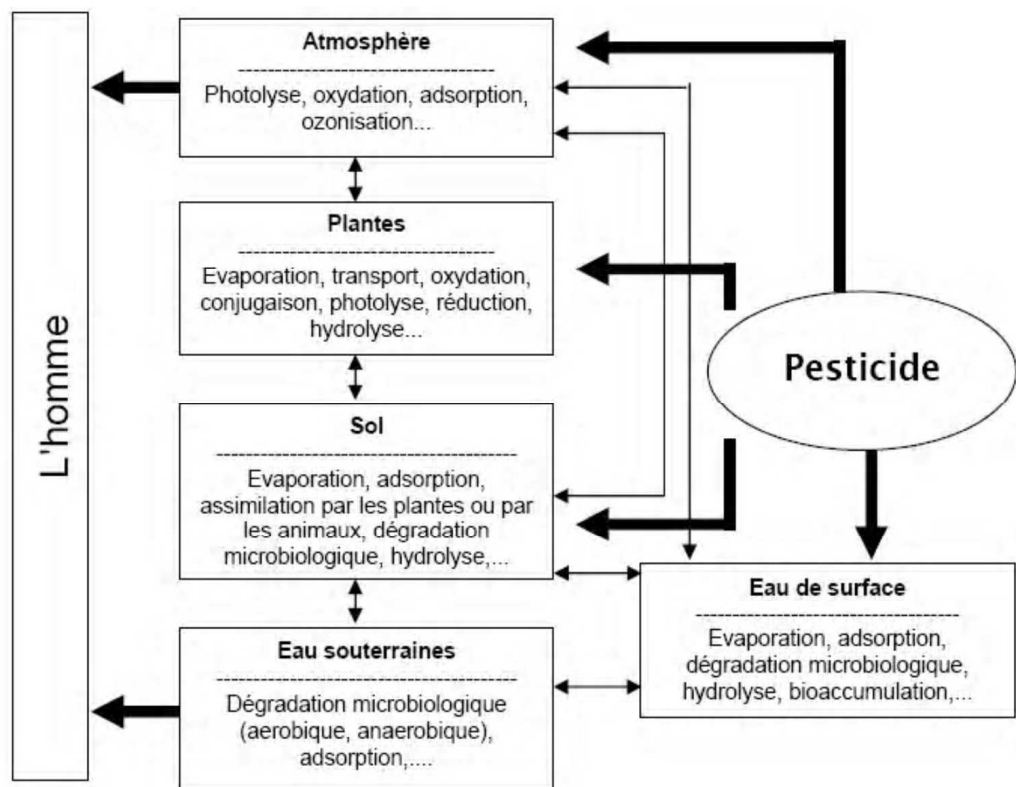 L'homme
Atmosphère
Photolyse, oxydation, adsorption,
ozonisation...
Plantes
Evaporation, transport, oxydation,
conjugaison, photolyse, réduction,
hydrolyse...
Sol
Evaporation, adsorption,
assimilation par les plantes ou par
les animaux, dégradation
microbiologique, hydrolyse,...
Eau souterraines
Dégradation microbiologique
(aerobique, anaerobique),
adsorption,....
Pesticide
Eau de surface
Evaporation, adsorption,
dégradation microbiologique,
hydrolyse, bioaccumulation,...